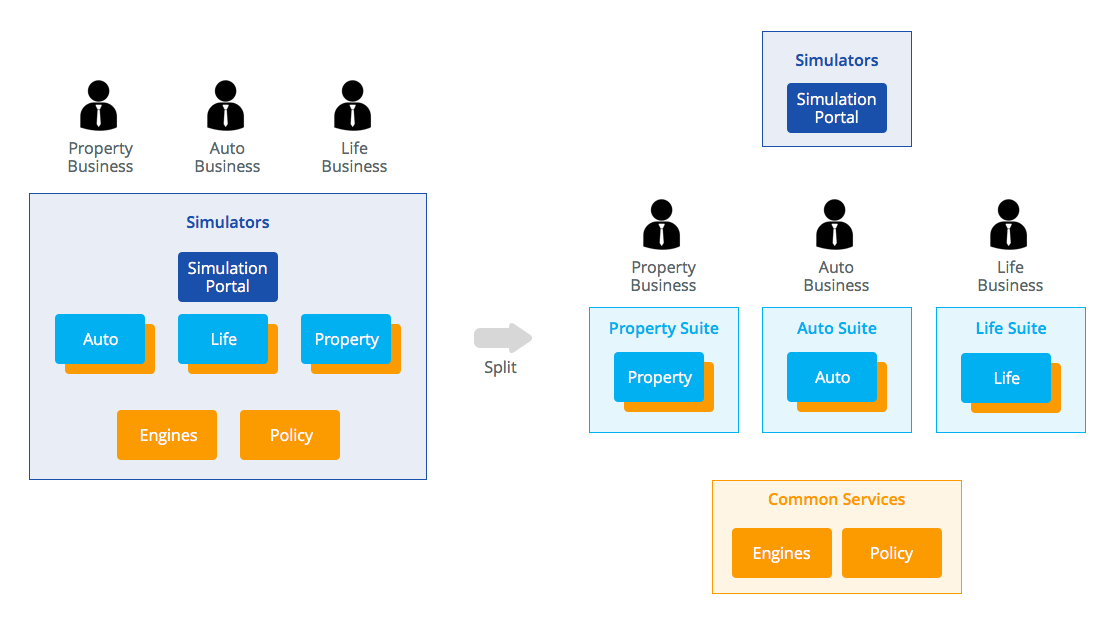 Property
Business
Auto
Business
Life
Business
Simulators
Simulation
Portal
Auto
Life
Property
Engines
Policy
Split
Simulators
Simulation
Portal
Property
Business
Auto
Business
Life
Business
Property Suite
Property
Auto Suite
Auto
Life Suite
Life
Common Services
Engines
Policy